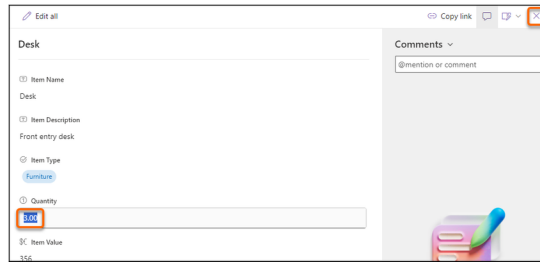 Edit all
Copy link
Desk
Comments
@mention or comment
Item Name
Desk
Item Description
Front entry desk
Item Type
Furniture
Quantity
3.00
Item Value
356